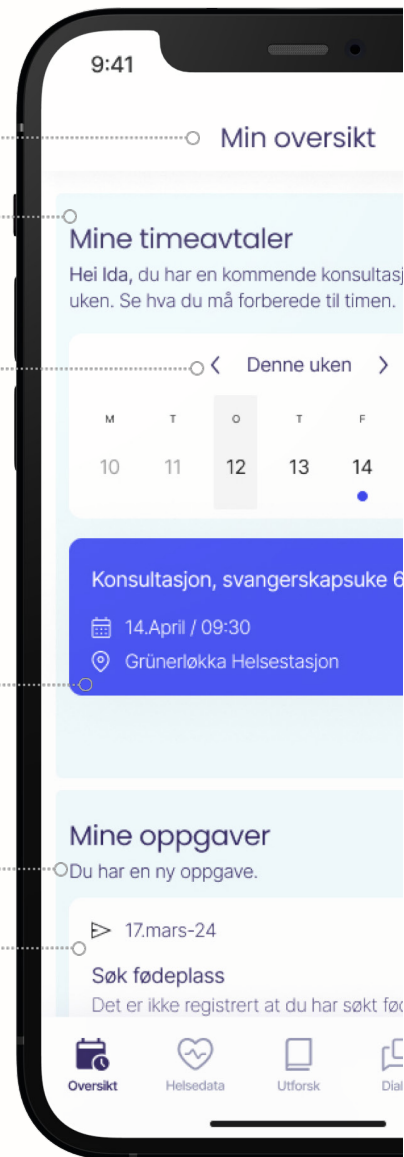 9:41
Min oversikt
Mine timeavtaler
Hei Ida, du har en kommende
uken. Se hva du må forberede til timen.
Denne uken
M T O T F
10 11 12 13 14
Konsultasjon, svangerskapsuke 6
14.April / 09:30
Grünerløkka Helsestasjon
Mine oppgaver
Du har en ny oppgave.
17.mars-24
Søk fødeplass
Det er ikke registrert at du har søkt
Oversikt Helsedata Utforsk